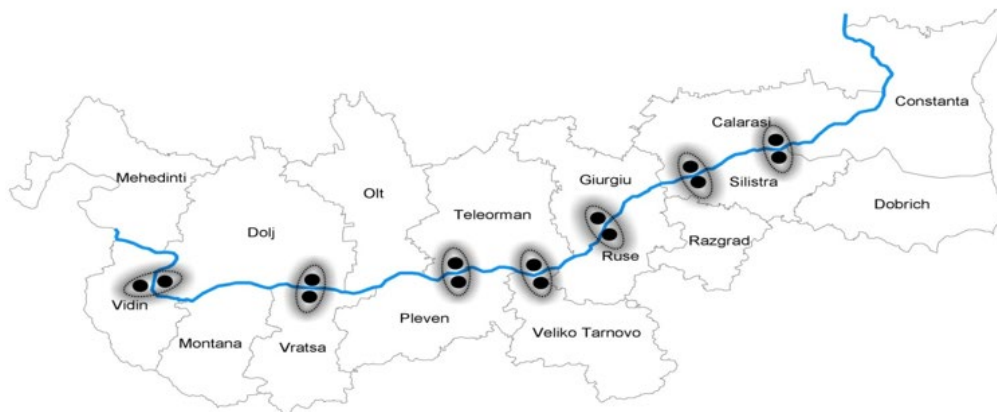 Constanta
Calarasi
Mehedinti
Giurgiu
Silistra
Olt
Dobrich
Teleorman
Dolj
Razgrad
Ruse
Vidin
Pleven
Veliko Tarnovo
Montana
Vratsa